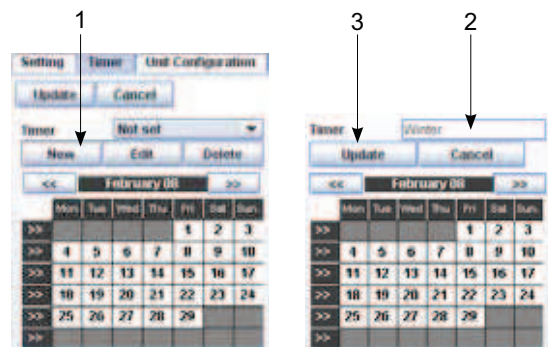 1
3
2
Setting Timer Unit Configuration
Update Cancel
Timer Not set
New Edit Delete
<< February 08 >>
Mon Tue Wed Thu Fri Sat Sun
>> 1 2 3
>> 4 5 6 7 8 9 10
>> 11 12 13 14 15 16 17
>> 18 19 20 21 22 23 24
>> 25 26 27 28 29
>>
Timer Winter
Update Cancel
<< February 08 >>
Mon Tue Wed Thu Fri Sat Sun
>> 1 2 3
>> 4 5 6 7 8 9 10
>> 11 12 13 14 15 16 17
>> 18 19 20 21 22 23 24
>> 25 26 27 28 29
>>